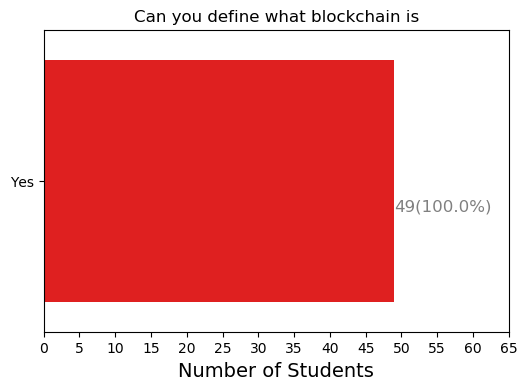 Can you define what blockchain is
Yes
49(100.0%)
0 5 10 15 20 25 30 35 40 45 50 55 60 65
Number of Students